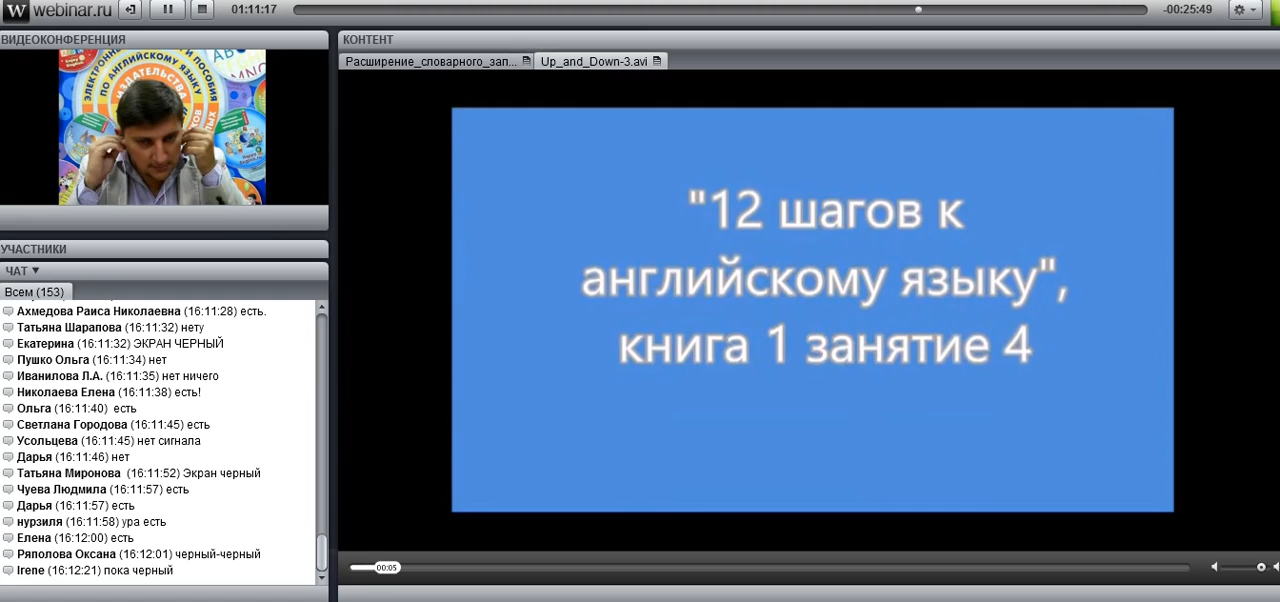 W webinar.ru
01:11:17
-00:25:49
ВИДЕОКОНФЕРЕНЦИЯ
ЭЛЕКТРОННЫЕ
ПОСОБИЯ
ПО АНГЛИЙСКОМУ ЯЗЫКУ
ИЗДАТЕЛЬСТВА
КОНТЕНТ
Расширение_словарного_зап...
Up_and_Down-3.avi
"12 шагов к
английскому языку",
книга 1 занятие 4
УЧАСТНИКИ
ЧАТ
Всем (153)
Ахмедова Раиса Николаевна (16:11:28) есть.
Татьяна Шарапова (16:11:32) нету
Екатерина (16:11:32) ЭКРАН ЧЕРНЫЙ
Пушко Ольга (16:11:34) нет
Иванилова Л.А. (16:11:35) нет ничего
Николаева Елена (16:11:38) есть!
Ольга (16:11:40) есть
Светлана Городова (16:11:45) есть
Усольцева (16:11:45) нет сигнала
Дарья (16:11:46) нет
Татьяна Миронова (16:11:52) Экран черный
Чуева Людмила (16:11:57) есть
Дарья (16:11:57) есть
нурзиля (16:11:58) ура есть
Елена (16:12:00) есть
Ряполова Оксана (16:12:01) черный-черный
Irene (16:12:21) пока черный
00:05